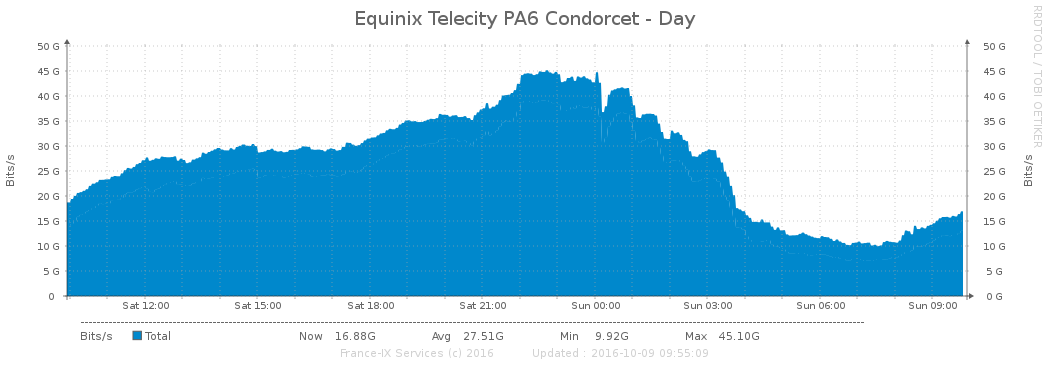 Equinix Telecity PA6 Condorcet - Day
RRDTOOL / TOBI OETIKER
50 G 50 G
45 G 45 G
40 G 40 G
35 G 35 G
30 G 30 G
25 G 25 G
20 G 20 G
15 G 15 G
10 G 10 G
5 G 5 G
0 0 G
Bits/s
Bits/s
Sat 12:00 Sat 15:00 Sat 18:00 Sat 21:00 Sun 00:00 Sun 03:00 Sun 06:00 Sun 09:00
Bits/s Total Now 16.88G Avg 27.51G Min 9.92G Max 45.10G
France-IX Services (c) 2016 Updated : 2016-10-09 09:55:09